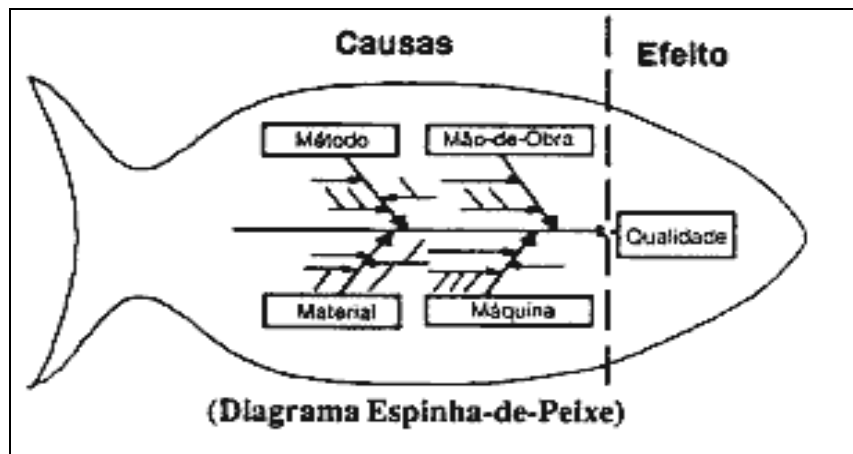 Causas
Efeito
Método
Mão-de-Obra
Qualidade
Material
Máquina
(Diagrama Espinha-de-Peixe)